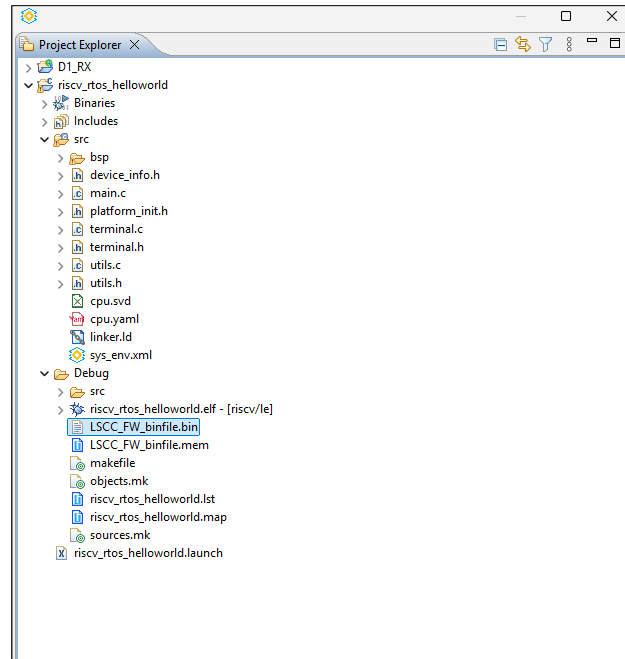 Project Explorer
D1_RX
riscv_rtos_helloworld
Binaries
Includes
src
bsp
device_info.h
main.c
platform_init.h
terminal.c
terminal.h
utils.c
utils.h
cpu.svd
cpu.yaml
linker.ld
sys_env.xml
Debug
src
riscv_rtos_helloworld.elf - [riscv/le]
LSCC_FW_binfile.bin
LSCC_FW_binfile.mem
makefile
objects.mk
riscv_rtos_helloworld.lst
riscv_rtos_helloworld.map
sources.mk
riscv_rtos_helloworld.launch